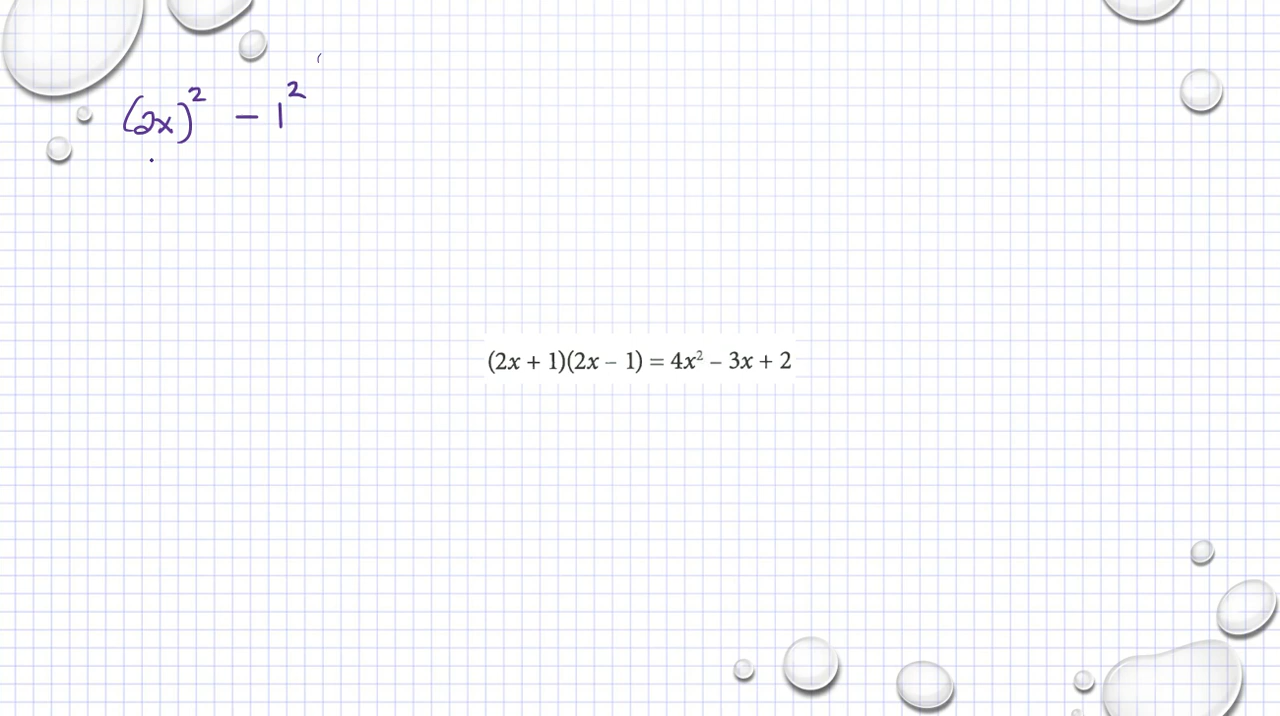 (2x)² − 1²
(2x + 1)(2x − 1) = 4x² − 3x + 2